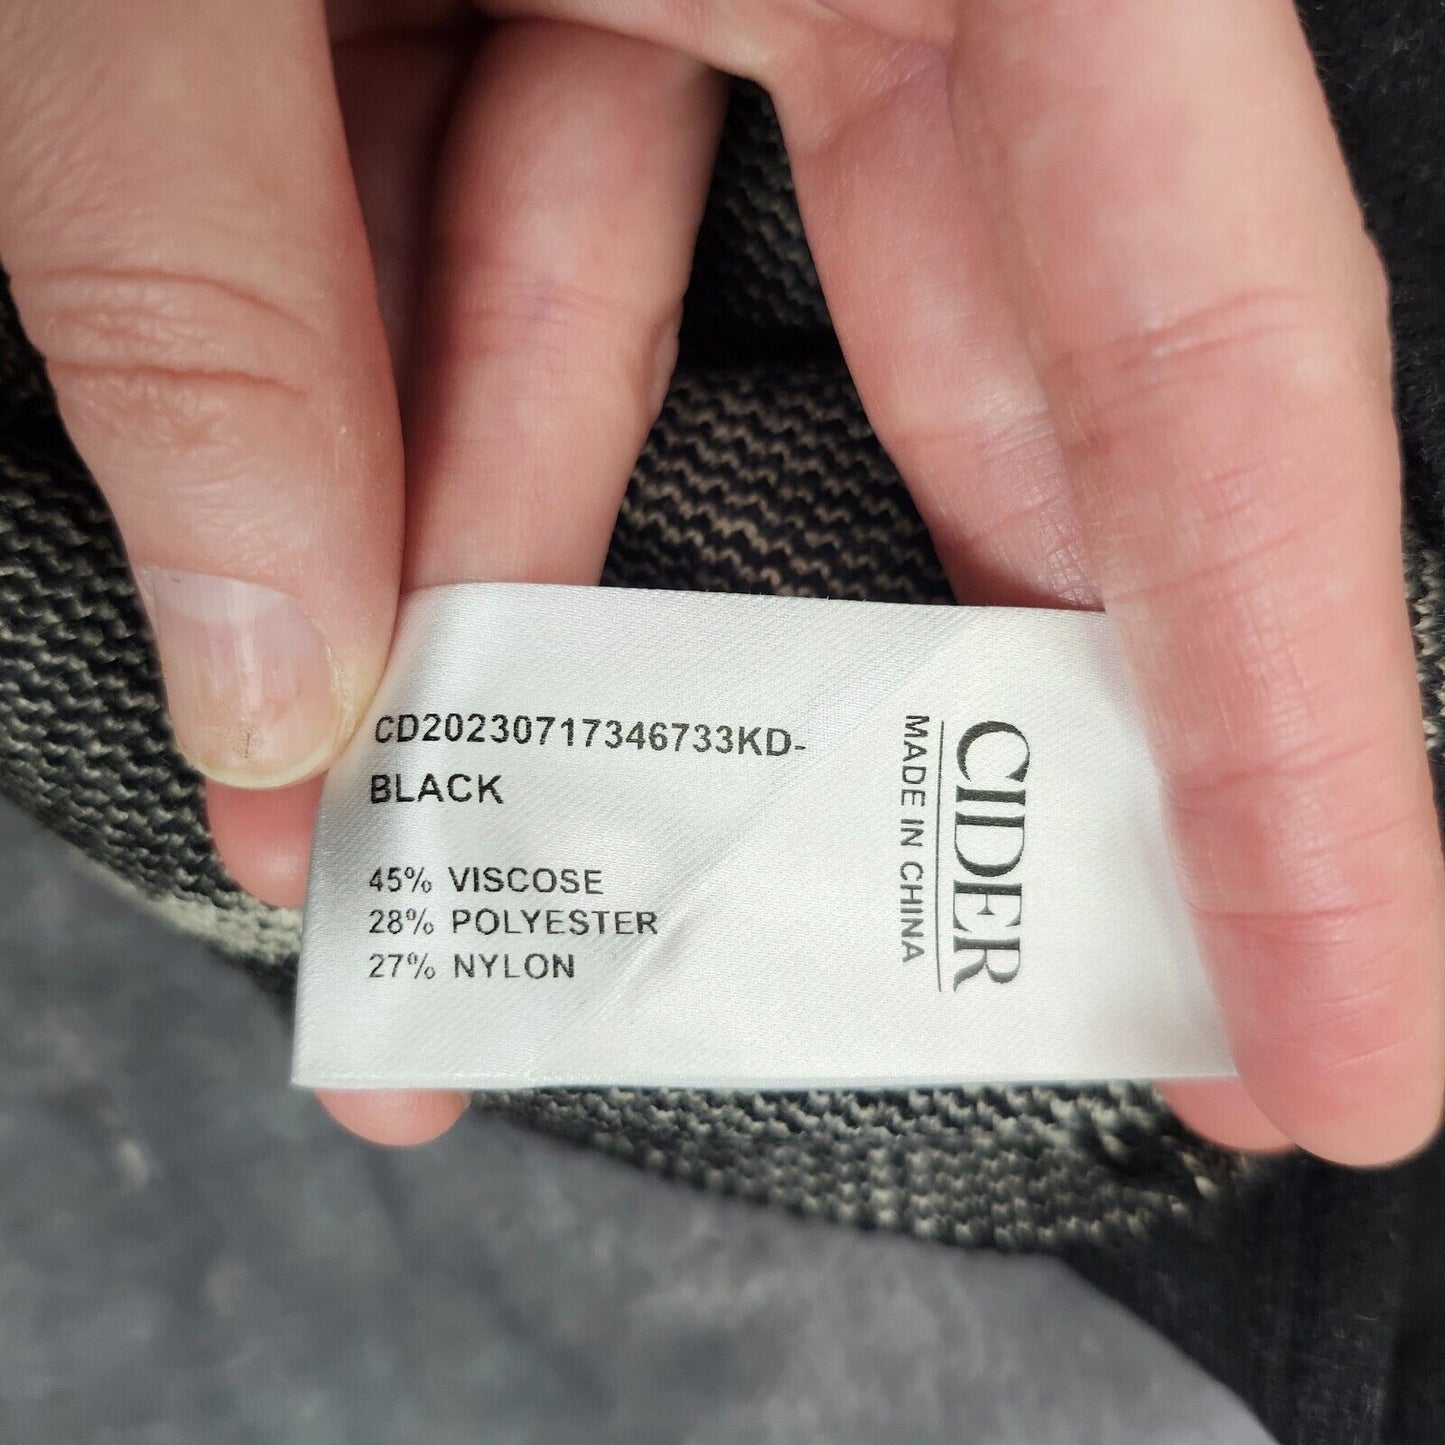 CD20230717346733KD-
BLACK
45% VISCOSE
28% POLYESTER
27% NYLON
CIDER
MADE IN CHINA